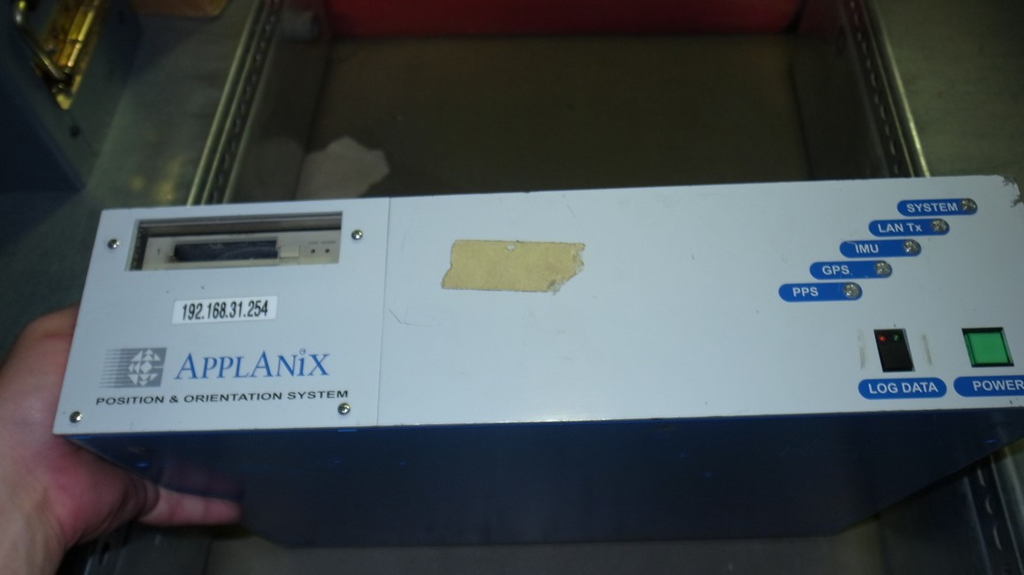 192.168.31.254
APPLANiX
POSITION & ORIENTATION SYSTEM
SYSTEM
LAN Tx
IMU
GPS
PPS
LOG DATA
POWER